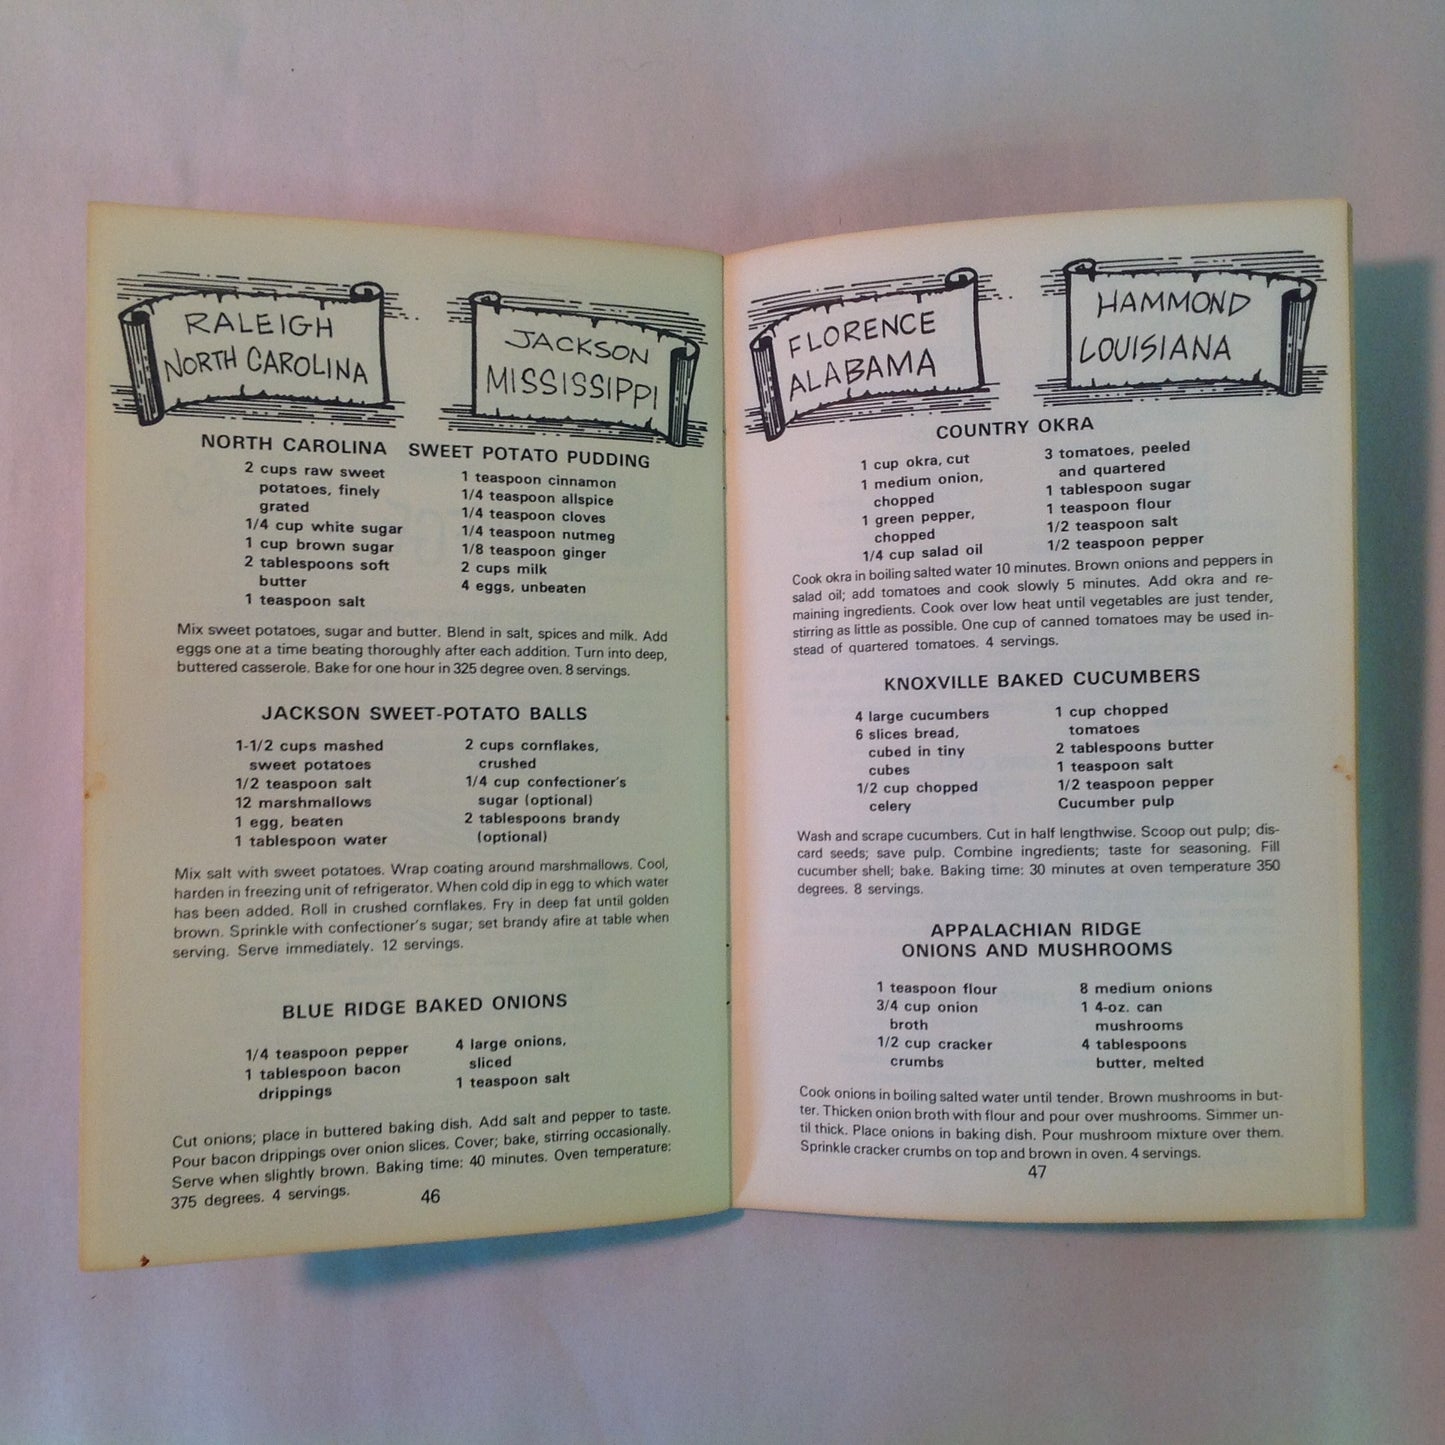 RALEIGH
NORTH CAROLINA
JACKSON
MISSISSIPPI
NORTH CAROLINA SWEET POTATO PUDDING
2 cups raw sweet
potatoes, finely
grated
1/4 cup white sugar
1 cup brown sugar
2 tablespoons soft
butter
1 teaspoon salt
1 teaspoon cinnamon
1/4 teaspoon allspice
1/4 teaspoon cloves
1/4 teaspoon nutmeg
1/8 teaspoon ginger
2 cups milk
4 eggs, unbeaten
Mix sweet potatoes, sugar and butter. Blend in salt, spices and milk. Add
eggs one at a time beating thoroughly after each addition. Turn into deep,
buttered casserole. Bake for one hour in 325 degree oven. 8 servings.
JACKSON SWEET-POTATO BALLS
1-1/2 cups mashed
sweet potatoes
1/2 teaspoon salt
12 marshmallows
1 egg, beaten
1 tablespoon water
2 cups cornflakes,
crushed
1/4 cup confectioner's
sugar (optional)
2 tablespoons brandy
(optional)
Mix salt with sweet potatoes. Wrap coating around marshmallows. Cool,
harden in freezing unit of refrigerator. When cold dip in egg to which water
has been added. Roll in crushed cornflakes. Fry in deep fat until golden
brown. Sprinkle with confectioner's sugar; set brandy afire at table when
serving. Serve immediately. 12 servings.
BLUE RIDGE BAKED ONIONS
1/4 teaspoon pepper
1 tablespoon bacon
drippings
4 large onions,
sliced
1 teaspoon salt
Cut onions; place in buttered baking dish. Add salt and pepper to taste.
Pour bacon drippings over onion slices. Cover; bake, stirring occasionally.
Serve when slightly brown. Baking time: 40 minutes. Oven temperature:
375 degrees. 4 servings.
46
FLORENCE
ALABAMA
HAMMOND
LOUISIANA
COUNTRY OKRA
1 cup okra, cut
1 medium onion,
chopped
1 green pepper,
chopped
1/4 cup salad oil
3 tomatoes, peeled
and quartered
1 tablespoon sugar
1 teaspoon flour
1/2 teaspoon salt
1/2 teaspoon pepper
Cook okra in boiling salted water 10 minutes. Brown onions and peppers in
salad oil; add tomatoes and cook slowly 5 minutes. Add okra and re-
maining ingredients. Cook over low heat until vegetables are just tender,
stirring as little as possible. One cup of canned tomatoes may be used in-
stead of quartered tomatoes. 4 servings.
KNOXVILLE BAKED CUCUMBERS
4 large cucumbers
6 slices bread,
cubed in tiny
cubes
1/2 cup chopped
celery
1 cup chopped
tomatoes
2 tablespoons butter
1 teaspoon salt
1/2 teaspoon pepper
Cucumber pulp
Wash and scrape cucumbers. Cut in half lengthwise. Scoop out pulp; dis-
card seeds; save pulp. Combine ingredients; taste for seasoning. Fill
cucumber shell; bake. Baking time: 30 minutes at oven temperature 350
degrees. 8 servings.
APPALACHIAN RIDGE
ONIONS AND MUSHROOMS
1 teaspoon flour
3/4 cup onion
broth
1/2 cup cracker
crumbs
8 medium onions
1 4-oz. can
mushrooms
4 tablespoons
butter, melted
Cook onions in boiling salted water until tender. Brown mushrooms in but-
ter. Thicken onion broth with flour and pour over mushrooms. Simmer un-
til thick. Place onions in baking dish. Pour mushroom mixture over them.
Sprinkle cracker crumbs on top and brown in oven. 4 servings.
47